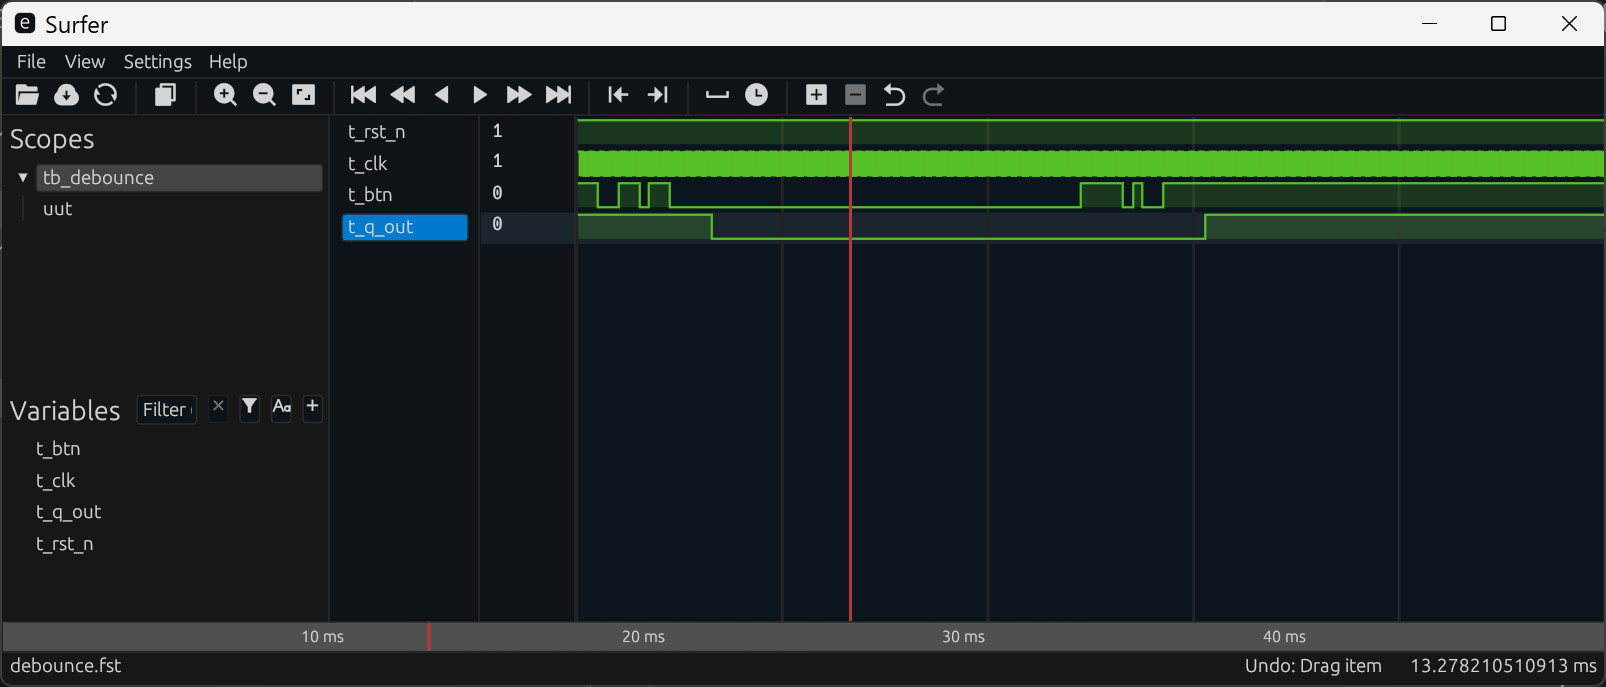 e Surfer
File View Settings Help
Scopes
tb_debounce
uut
t_rst_n 1
t_clk 1
t_btn 0
t_q_out 0
Variables Filter Aa
t_btn
t_clk
t_q_out
t_rst_n
10 ms 20 ms 30 ms 40 ms
debounce.fst Undo: Drag item 13.278210510913 ms